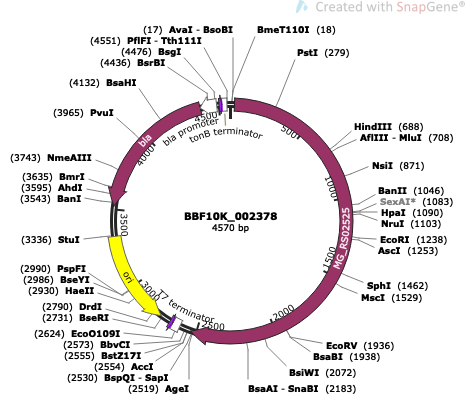 Created with SnapGene®
(17) AvaI - BsoBI
BmeT110I (18)
(4551) PflFI - Tth111I
(4476) BsgI
(4436) BsrBI
PstI (279)
(4132) BsaHI
(3965) PvuI
HindIII (688)
AflIII - MluI (708)
(3743) NmeAIII
NsiI (871)
(3635) BmrI
(3595) AhdI
(3543) BanI
BanII (1046)
SexAI* (1083)
HpaI (1090)
NruI (1103)
(3336) StuI
EcoRI (1238)
AscI (1253)
(2990) PspFI
(2986) BseYI
(2930) HaeII
SphI (1462)
MscI (1529)
(2790) DrdI
(2731) BseRI
(2624) EcoO109I
(2573) BbvCI
(2555) BstZ17I
(2554) AccI
(2530) BspQI - SapI
(2519) AgeI
EcoRV (1936)
BsaBI (1938)
BsiWI (2072)
BsaAI - SnaBI (2183)
BBF10K_002378
4570 bp
bla
bla promoter
tonB terminator
MG_RS02525
ori
T7 terminator
500
1000
1500
2000
2500
3000
3500
4000
4500